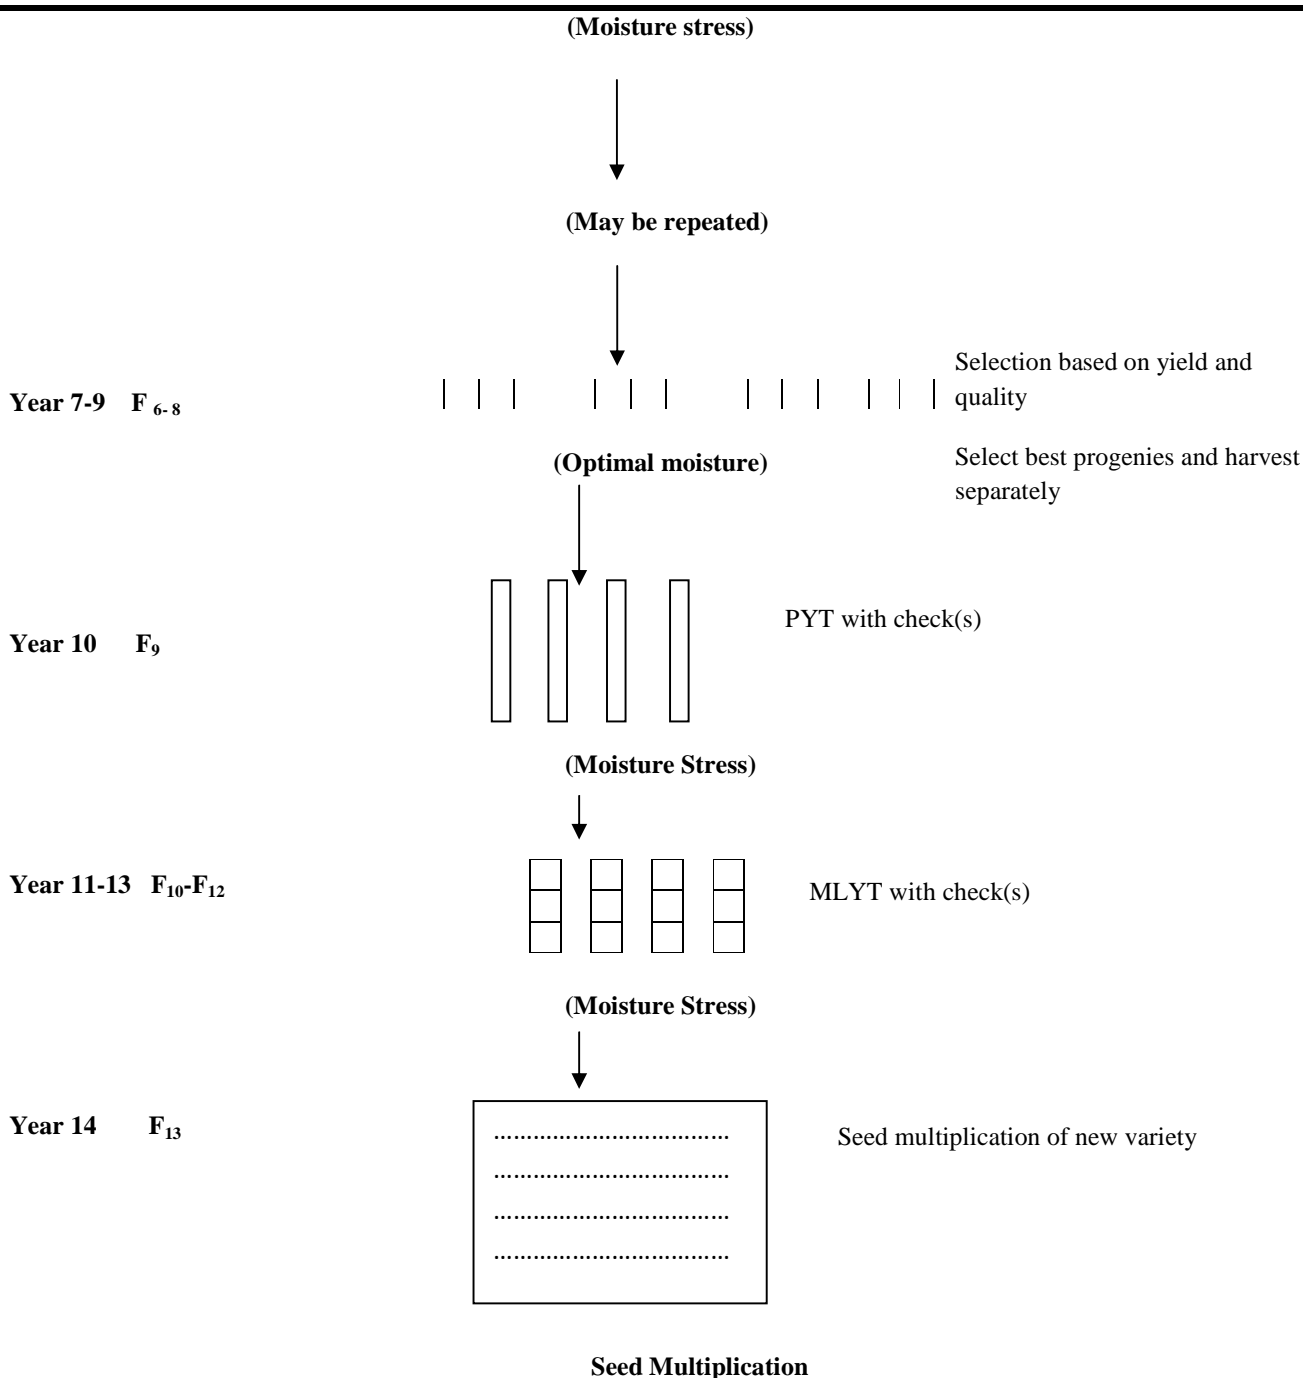 (Moisture stress)
(May be repeated)
Selection based on yield and
quality
Year 7-9 F 6- 8
(Optimal moisture)
Select best progenies and harvest
separately
PYT with check(s)
Year 10 F9
(Moisture Stress)
Year 11-13 F10-F12
MLYT with check(s)
(Moisture Stress)
Year 14 F13
Seed multiplication of new variety
....................................
....................................
....................................
....................................
Seed Multiplication